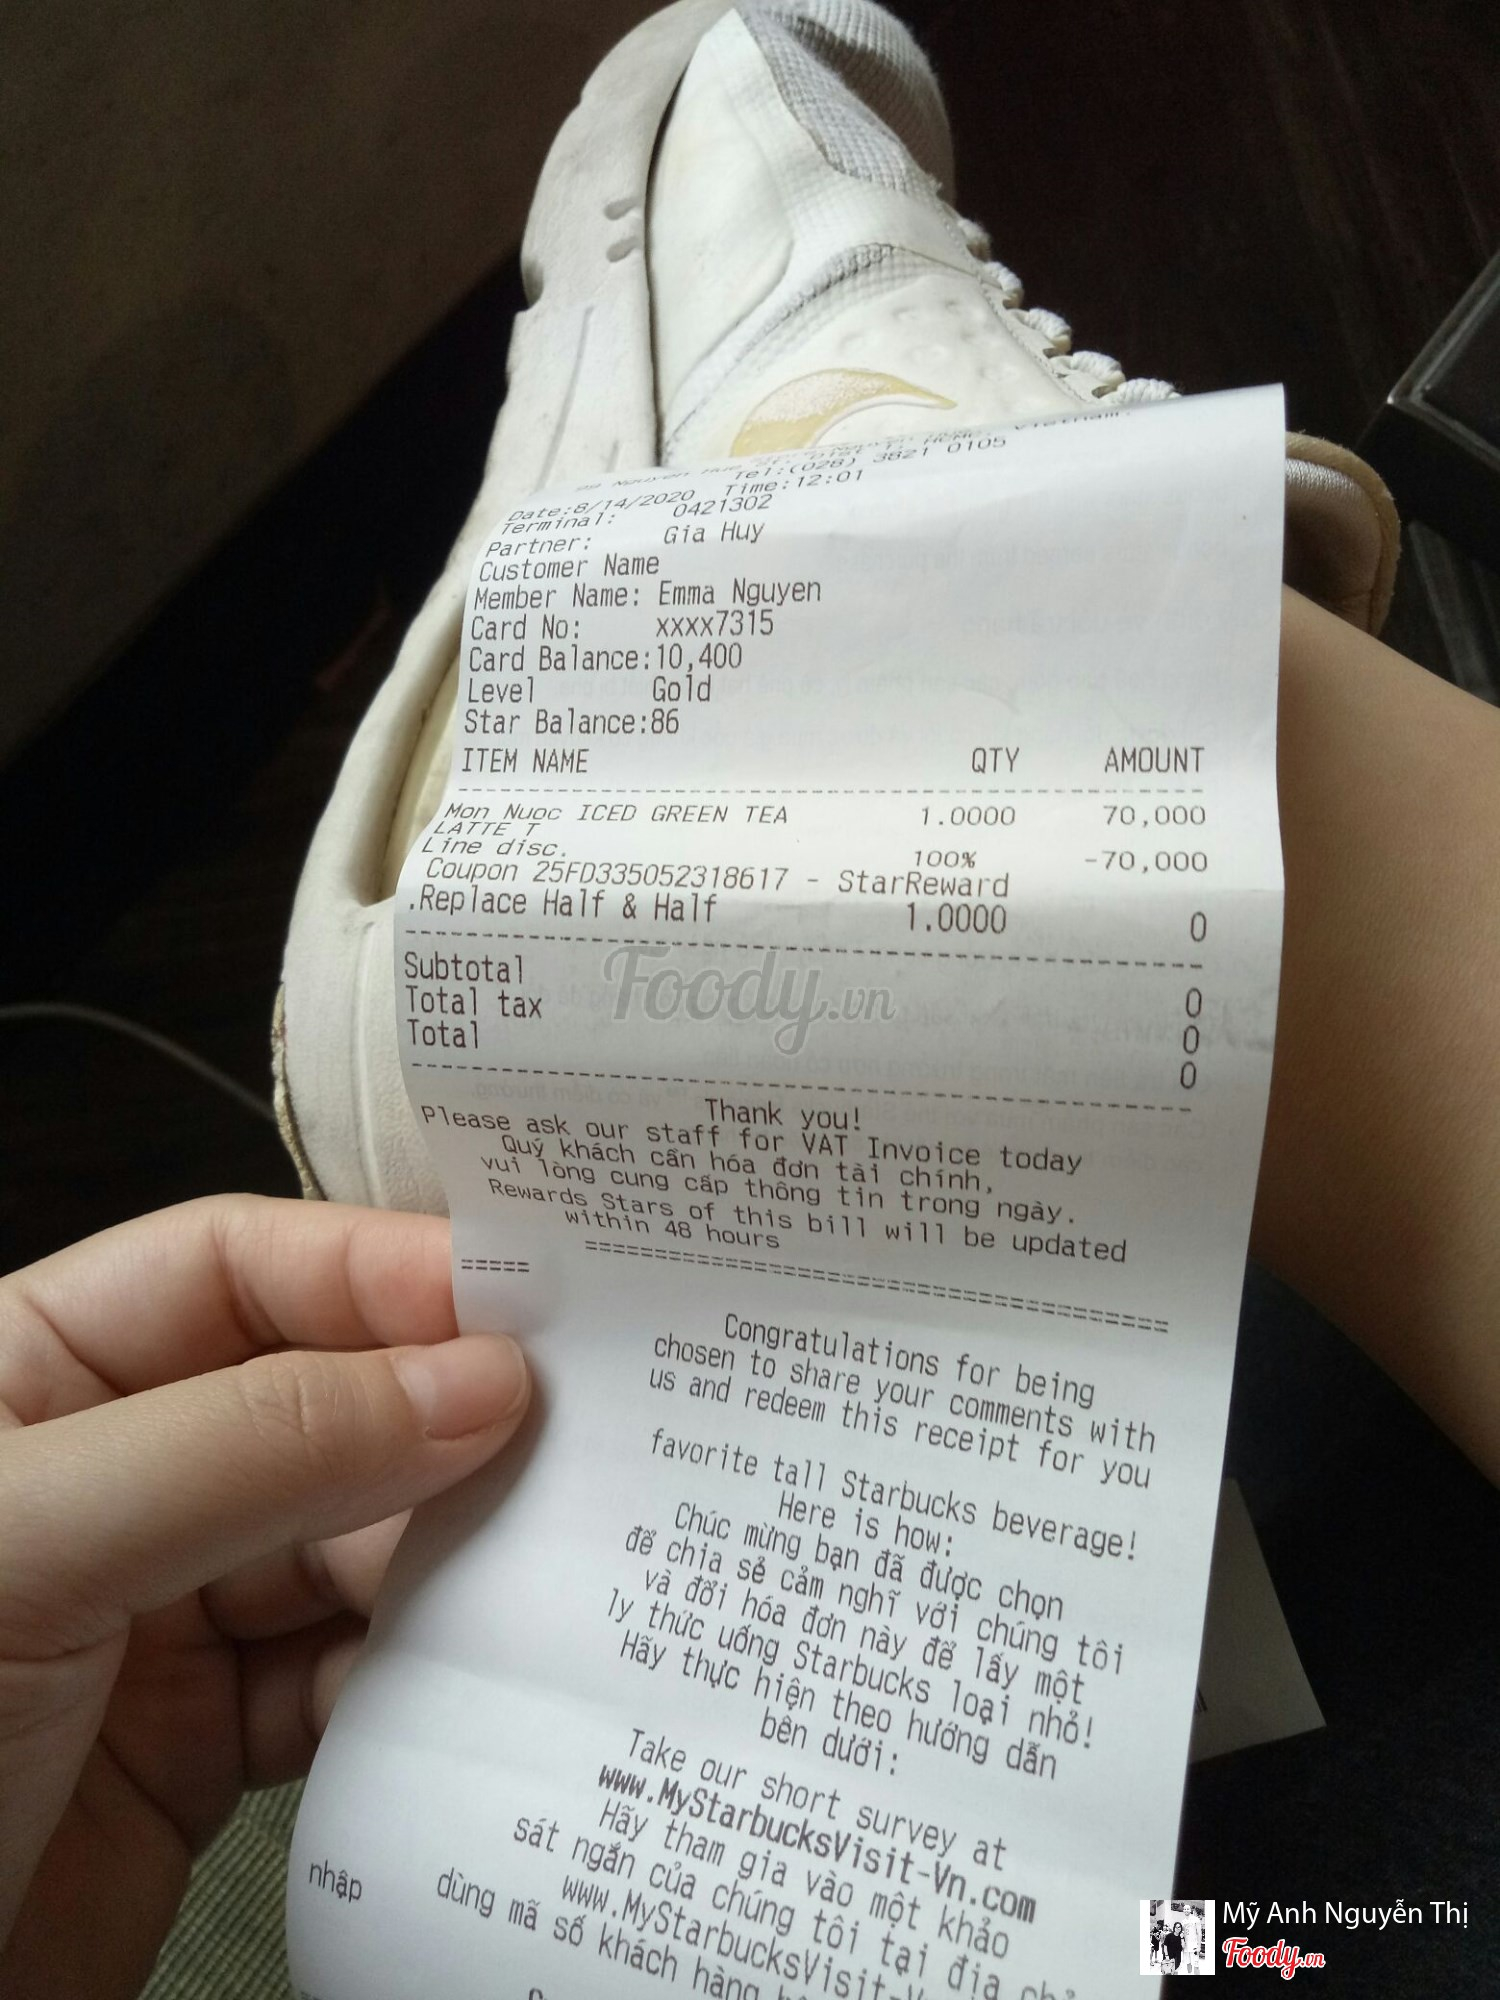 Tel:(028) 3821 0105
Date:8/14/2020 Time:12:01
Terminal: 0421302
Partner: Gia Huy
Customer Name
Member Name: Emma Nguyen
Card No: xxxx7315
Card Balance:10,400
Level Gold
Star Balance:86
ITEM NAME QTY AMOUNT
Mon Nuoc ICED GREEN TEA 1.0000 70,000
LATTE T
Line disc. 100% -70,000
Coupon 25FD335052318617 - StarReward
.Replace Half & Half 1.0000 0
Subtotal 0
Total tax 0
Total 0
Thank you!
Please ask our staff for VAT Invoice today
Quý khách cần hóa đơn tài chính,
vui lòng cung cấp thông tin trong ngày.
Rewards Stars of this bill will be updated
within 48 hours
Congratulations for being
chosen to share your comments with
us and redeem this receipt for you
favorite tall Starbucks beverage!
Here is how:
Chúc mừng bạn đã được chọn
để chia sẻ cảm nghĩ với chúng tôi
và đổi hóa đơn này để lấy một
ly thức uống Starbucks loại nhỏ!
Hãy thực hiện theo hướng dẫn
bên dưới:
Take our short survey at
www.MyStarbucksVisit-Vn.com
Hãy tham gia vào một khảo
sát ngắn của chúng tôi tại địa
www.MyStarbucksVisit-
nhập dùng mã số khách hàng
Foody.vn
Mỹ Anh Nguyễn Thị
Foody.vn